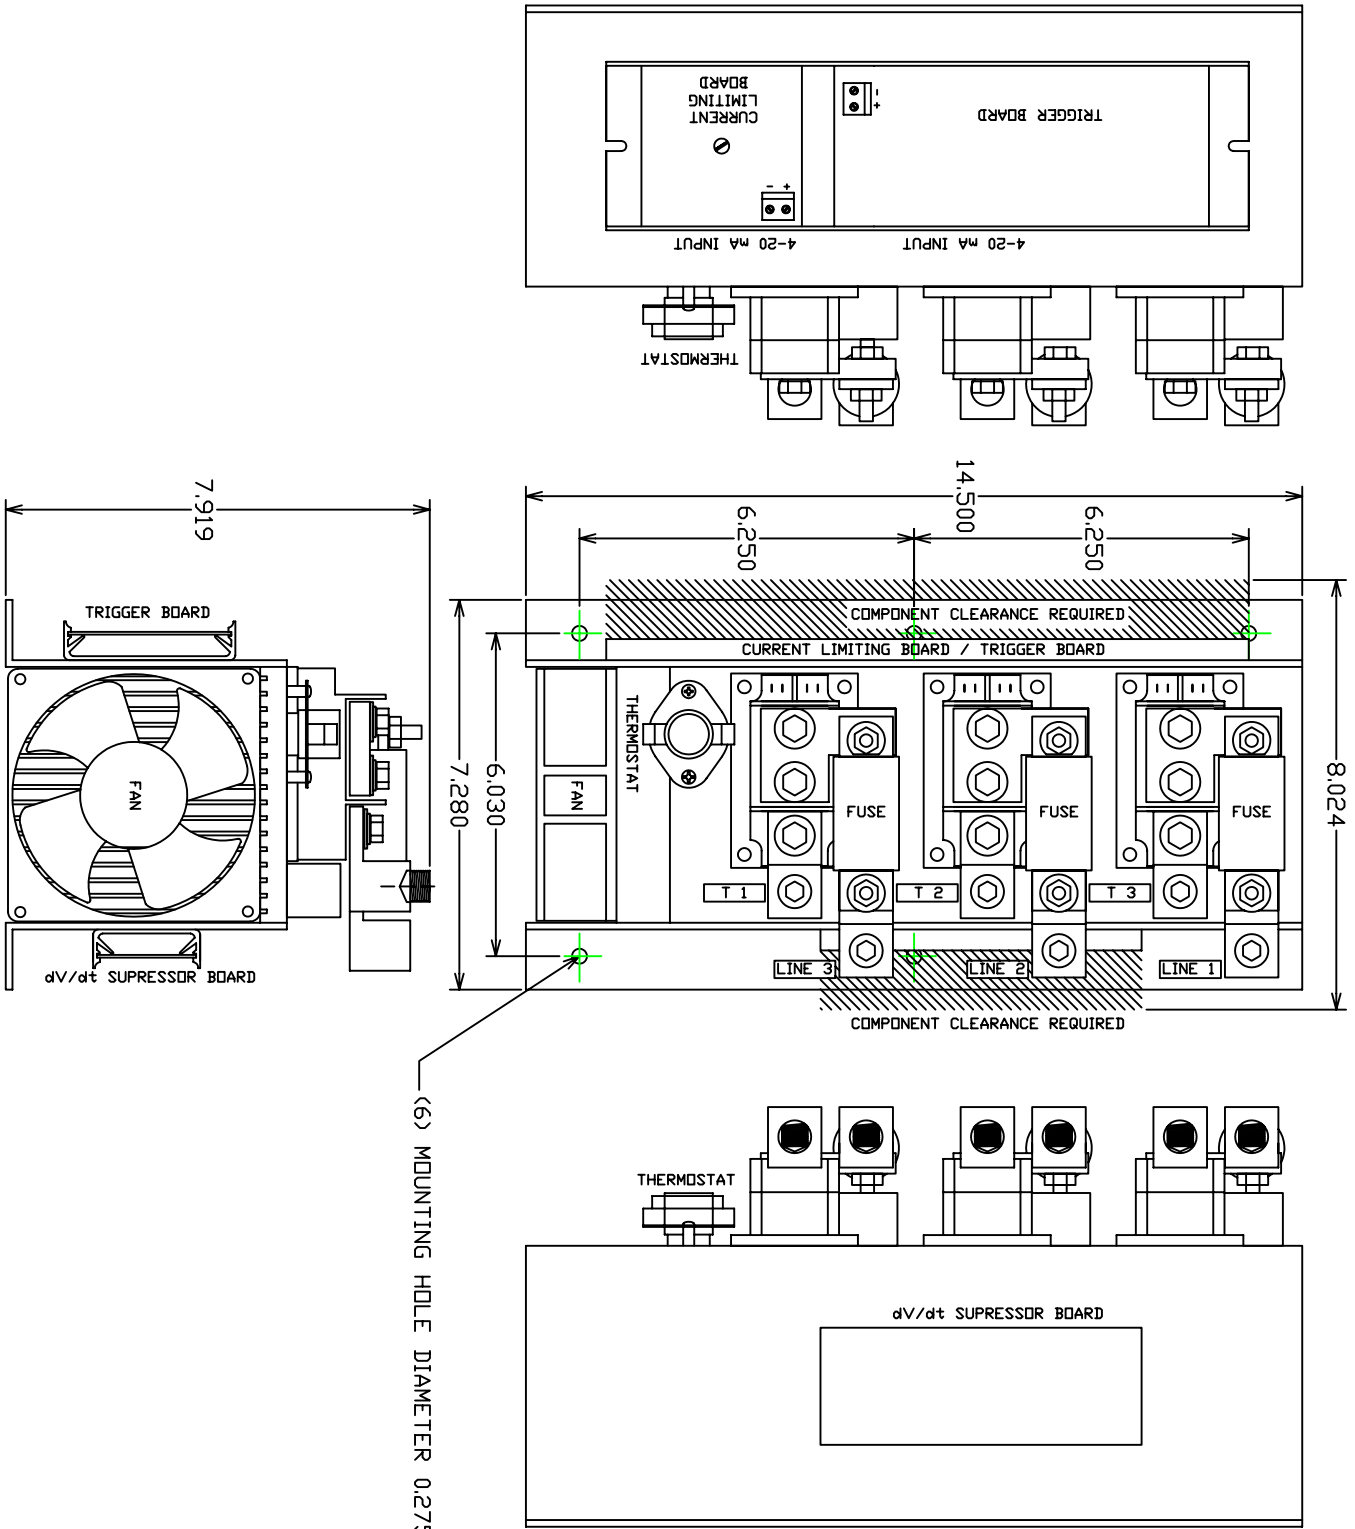 CURRENT
LIMITING
BOARD
- +
4-20 mA INPUT
- +
TRIGGER BOARD
4-20 mA INPUT
THERMOSTAT
7.919
14.500
6.250
6.250
8.024
6.030
7.280
TRIGGER BOARD
FAN
dV/dt SUPRESSOR BOARD
COMPONENT CLEARANCE REQUIRED
CURRENT LIMITING BOARD / TRIGGER BOARD
THERMOSTAT
FAN
FUSE
FUSE
FUSE
T 1
T 2
T 3
LINE 3
LINE 2
LINE 1
COMPONENT CLEARANCE REQUIRED
(6) MOUNTING HOLE DIAMETER 0.275
THERMOSTAT
dV/dt SUPRESSOR BOARD